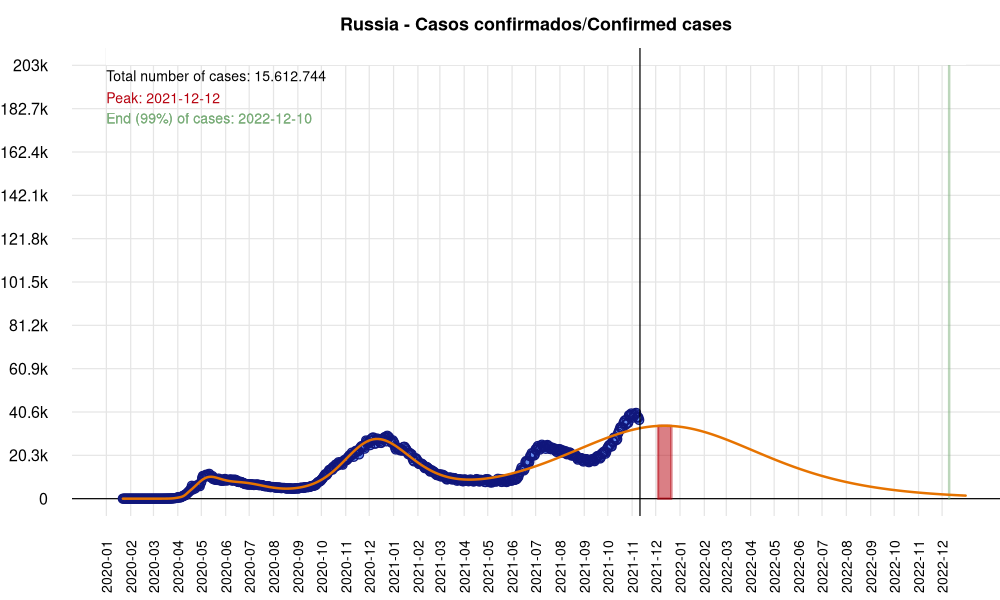 Russia - Casos confirmados/Confirmed cases
Total number of cases: 15.612.744
Peak: 2021-12-12
End (99%) of cases: 2022-12-10
203k
182.7k
162.4k
142.1k
121.8k
101.5k
81.2k
60.9k
40.6k
20.3k
0
2020-01
2020-02
2020-03
2020-04
2020-05
2020-06
2020-07
2020-08
2020-09
2020-10
2020-11
2020-12
2021-01
2021-02
2021-03
2021-04
2021-05
2021-06
2021-07
2021-08
2021-09
2021-10
2021-11
2021-12
2022-01
2022-02
2022-03
2022-04
2022-05
2022-06
2022-07
2022-08
2022-09
2022-10
2022-11
2022-12